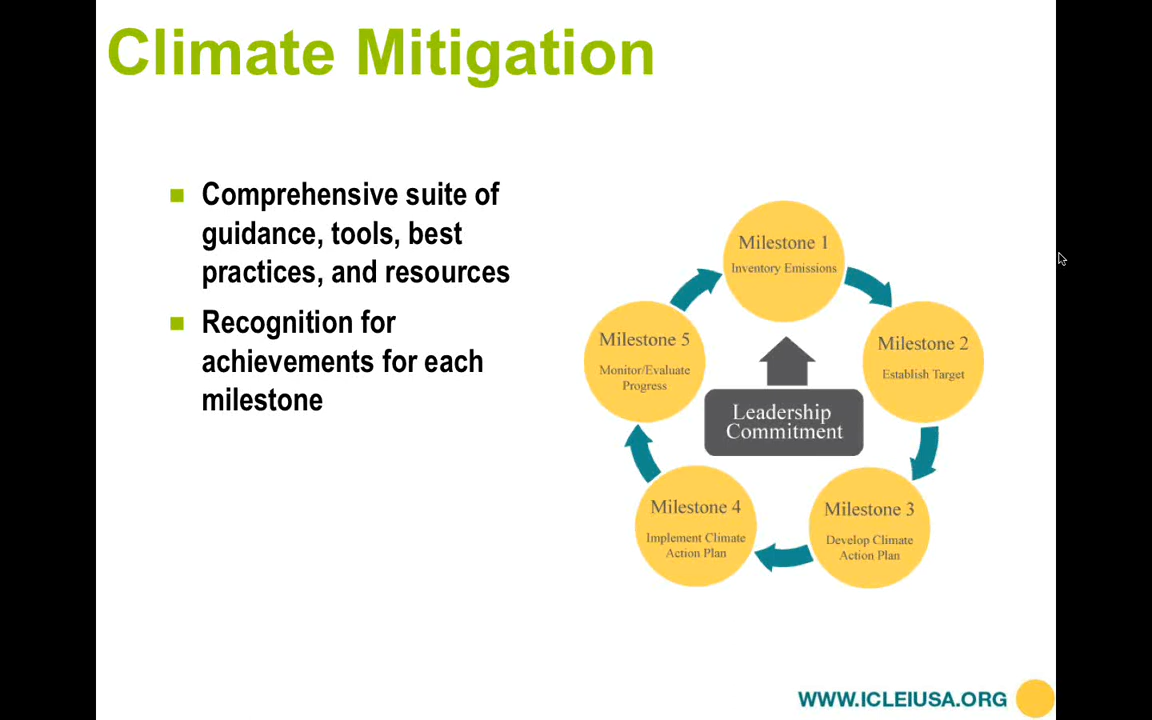 Climate Mitigation
Comprehensive suite of
guidance, tools, best
practices, and resources
Recognition for
achievements for each
milestone
Milestone 1
Inventory Emissions
Milestone 2
Establish Target
Milestone 3
Develop Climate
Action Plan
Milestone 4
Implement Climate
Action Plan
Milestone 5
Monitor/Evaluate
Progress
Leadership
Commitment
WWW.ICLEIUSA.ORG